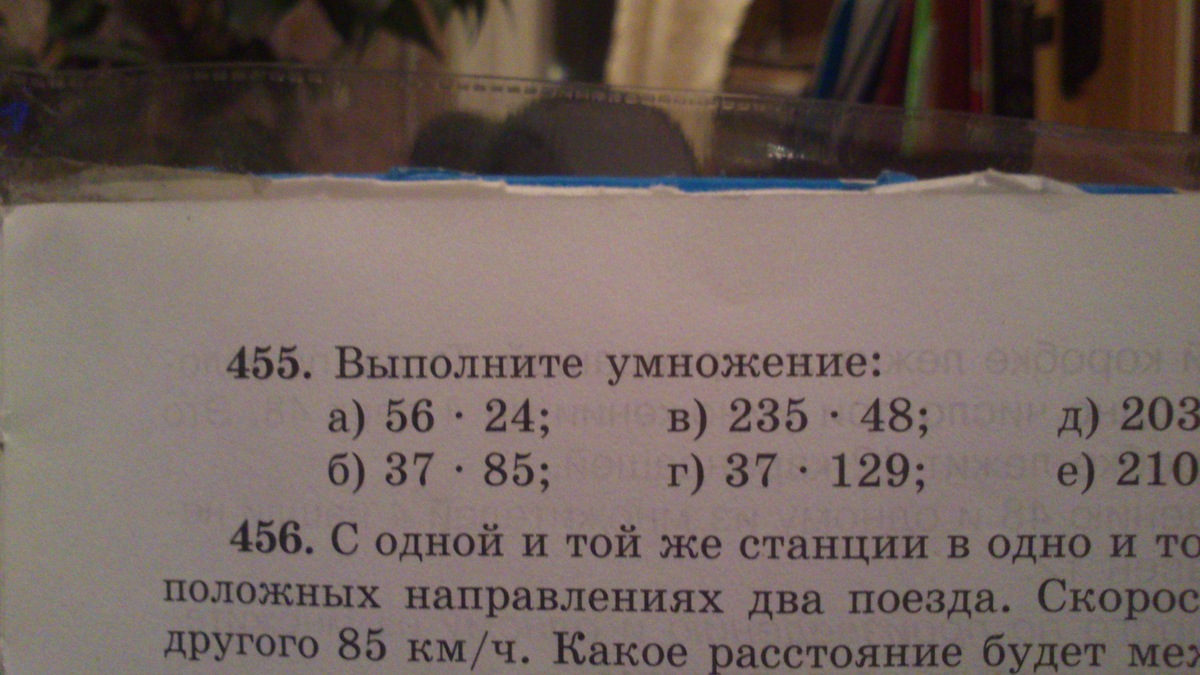 455. Выполните умножение:
а) 56 · 24; в) 235 · 48; д) 203
б) 37 · 85; г) 37 · 129; е) 210
456. С одной и той же станции в одно и то
положных направлениях два поезда. Скорос
другого 85 км/ч. Какое расстояние будет меж